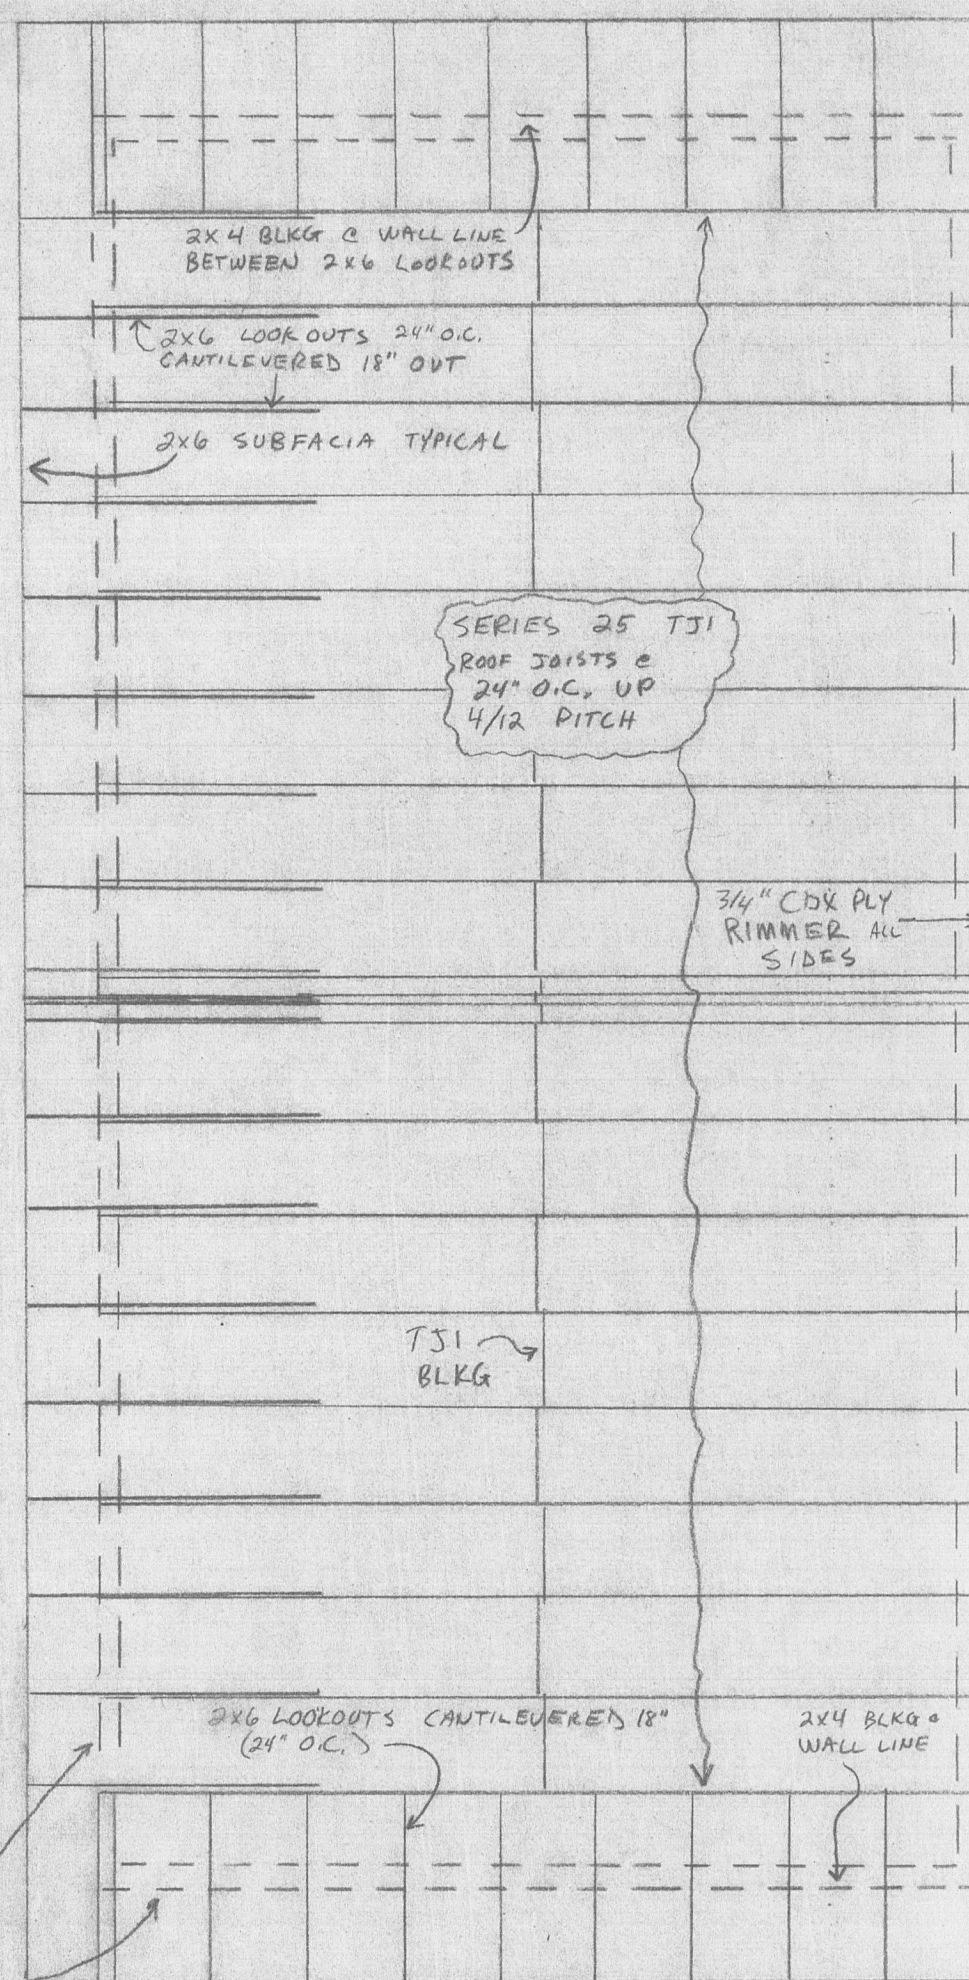 2X4 BLKG @ WALL LINE
BETWEEN 2X6 LOOKOUTS
2X6 LOOKOUTS 24" O.C.
CANTILEVERED 18" OUT
2X6 SUBFACIA TYPICAL
SERIES 25 TJI
ROOF JOISTS @
24" O.C. UP
4/12 PITCH
3/4" CDX PLY
RIMMER ALL
SIDES
TJI
BLKG
2X6 LOOKOUTS CANTILEVERED 18"
(24" O.C.)
2X4 BLKG @
WALL LINE